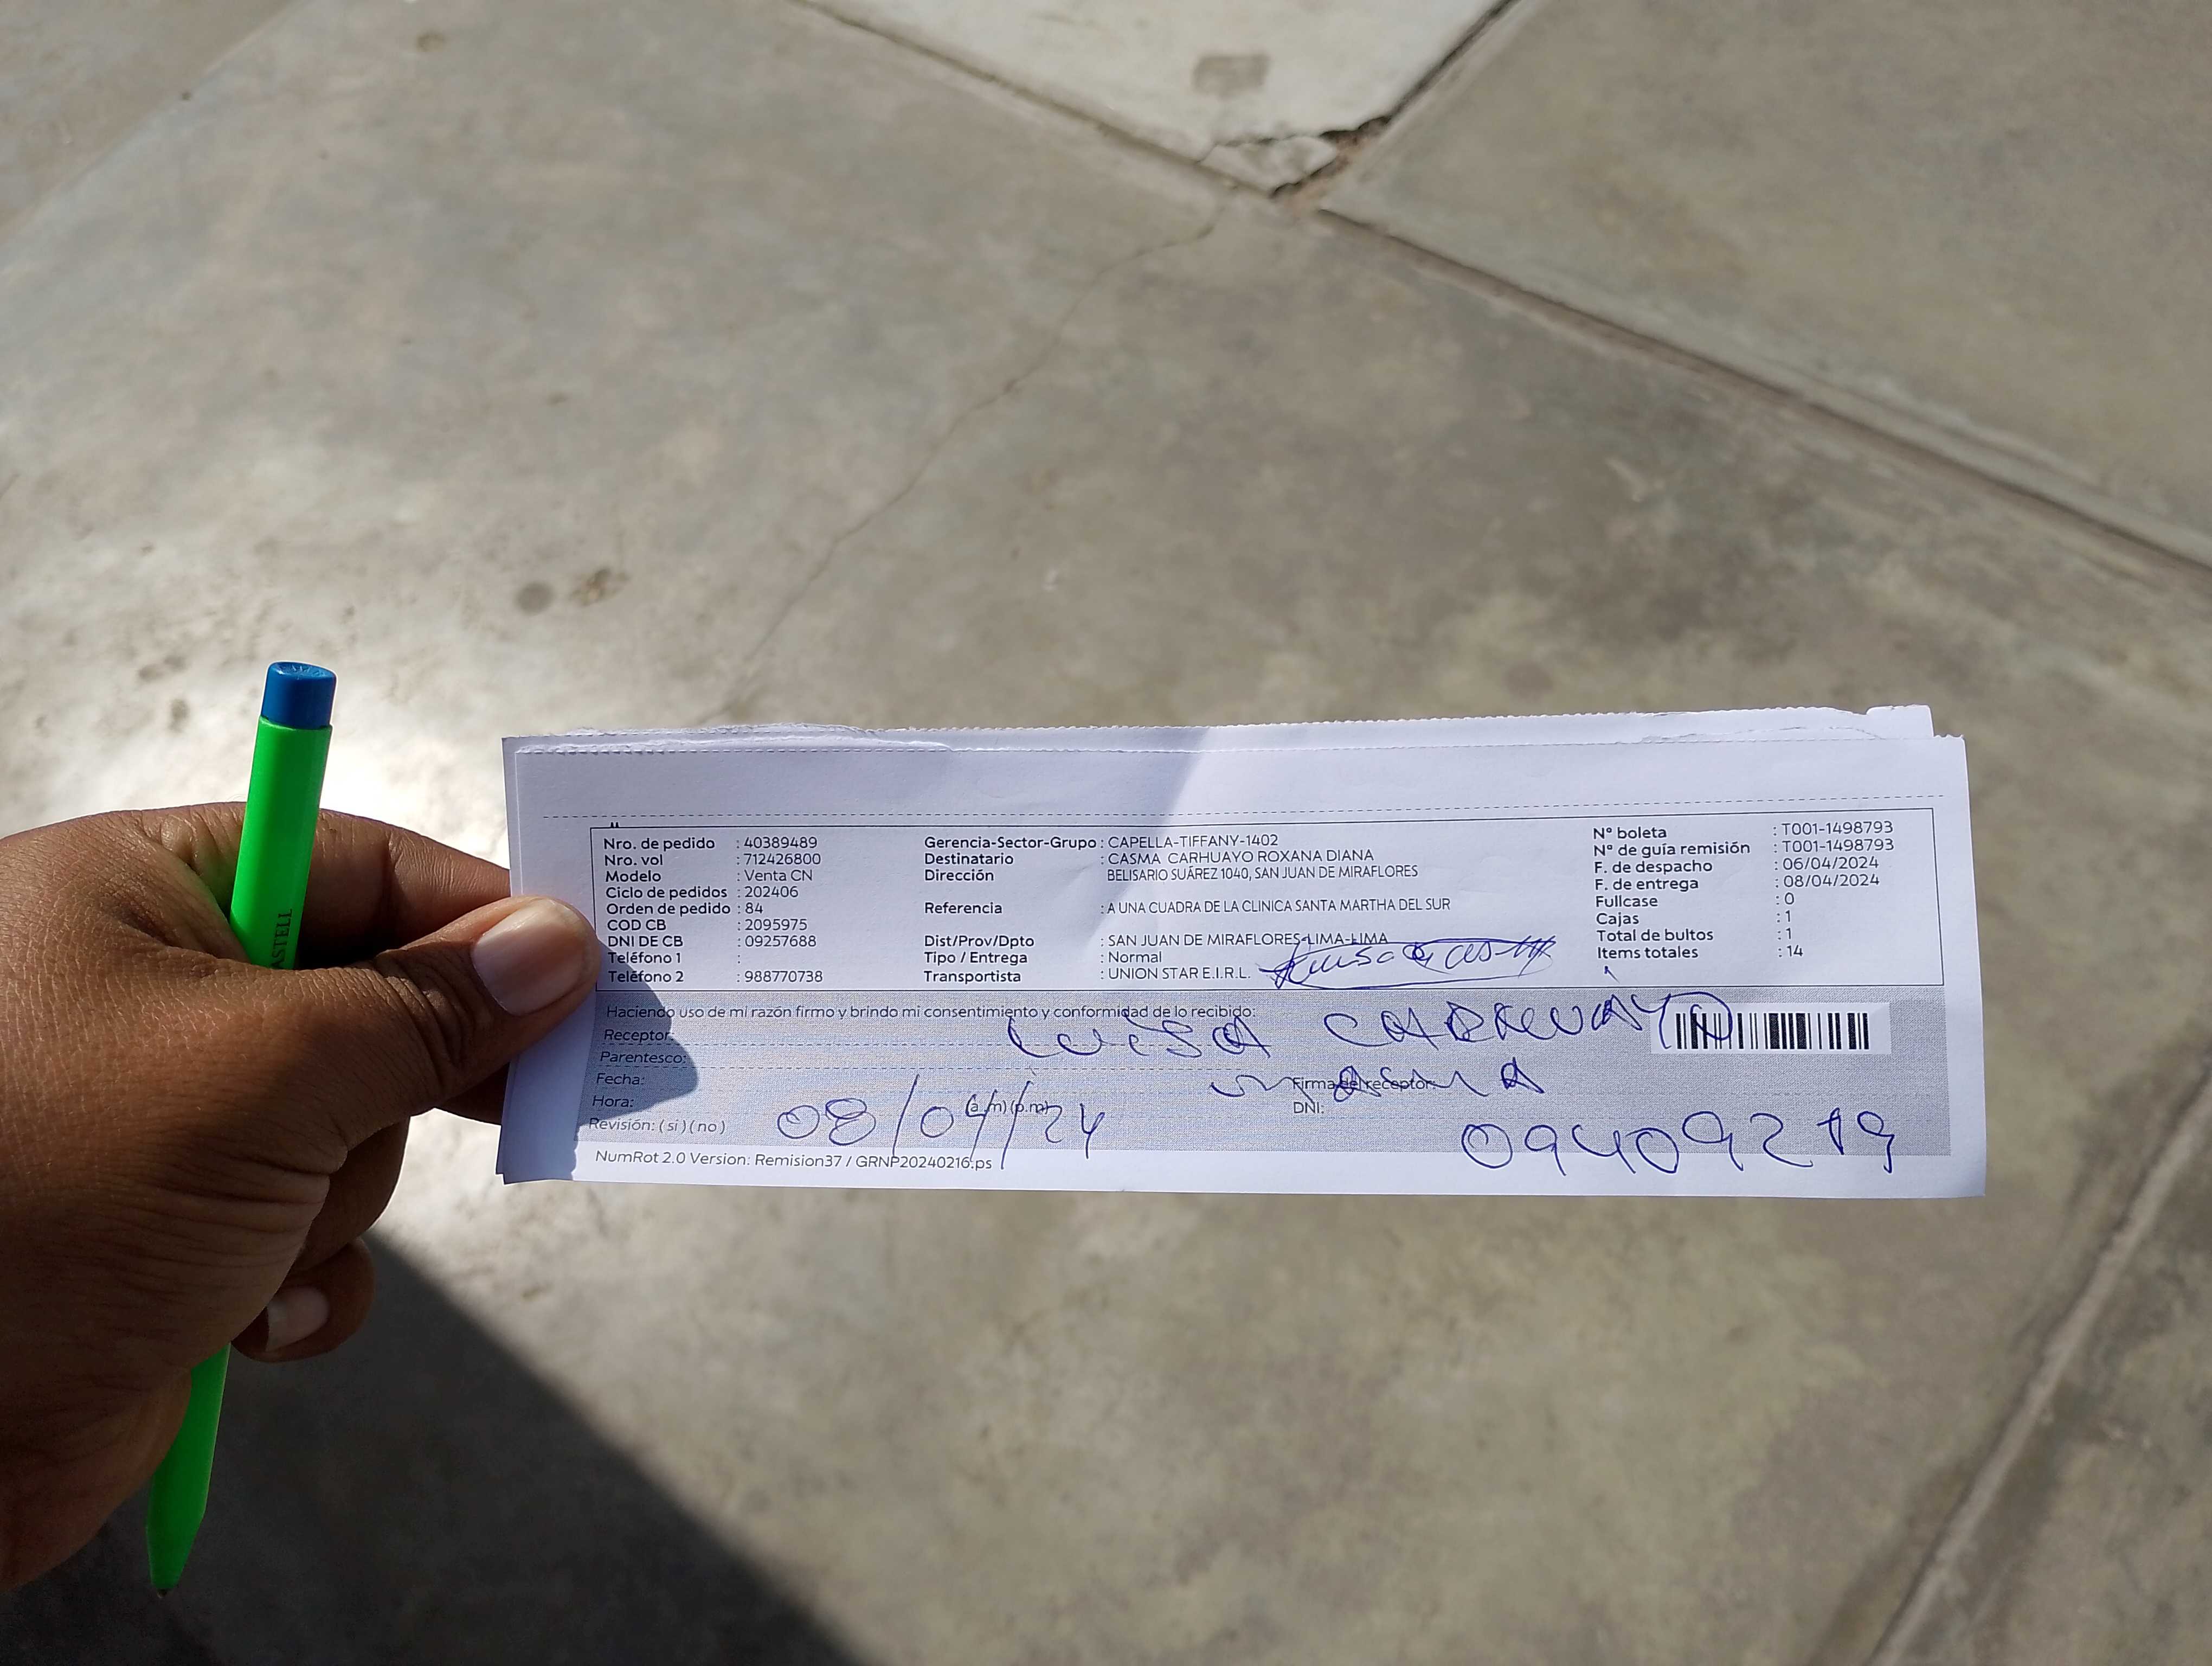 Nro. de pedido : 40389489
Nro. vol : 712426800
Modelo : Venta CN
Ciclo de pedidos : 202406
Orden de pedido : 84
COD CB : 2095975
DNI DE CB : 09257688
Teléfono 1 :
Teléfono 2 : 988770738
Gerencia-Sector-Grupo : CAPELLA-TIFFANY-1402
Destinatario : CASMA CARHUAYO ROXANA DIANA
Dirección BELISARIO SUÁREZ 1040, SAN JUAN DE MIRAFLORES
Referencia : A UNA CUADRA DE LA CLINICA SANTA MARTHA DEL SUR
Dist/Prov/Dpto : SAN JUAN DE MIRAFLORES-LIMA-LIMA
Tipo / Entrega : Normal
Transportista : UNION STAR E.I.R.L.
N° boleta : T001-1498793
N° de guía remisión : T001-1498793
F. de despacho : 06/04/2024
F. de entrega : 08/04/2024
Fullcase : 0
Cajas : 1
Total de bultos : 1
Items totales : 14
Haciendo uso de mi razón firmo y brindo mi consentimiento y conformidad de lo recibido:
Receptor: LUISA CARHUAYO
Parentesco: MAMA
Fecha: 08/04/24
Firma del receptor:
Hora: (a.m) (p.m)
DNI: 09409219
Revisión: ( si ) ( no )
NumRot 2.0 Version: Remision37 / GRNP20240216.ps
ASTELL